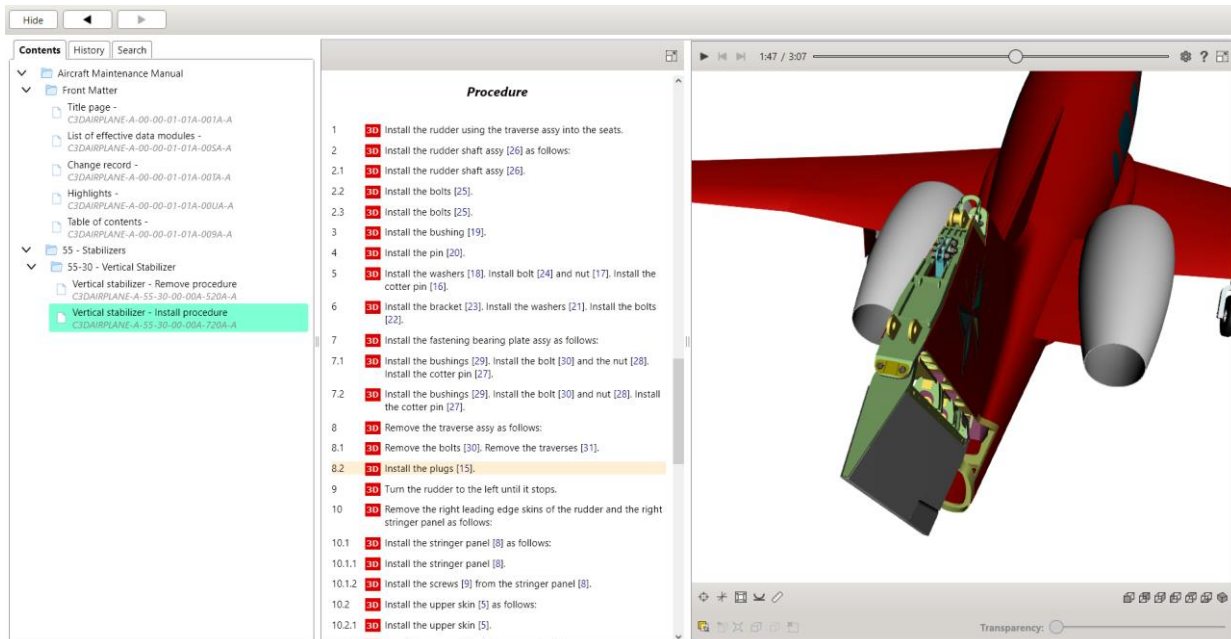 Hide
Contents History Search
Aircraft Maintenance Manual
Front Matter
Title page -
C3DAIRPLANE-A-00-00-01-01A-001A-A
List of effective data modules -
C3DAIRPLANE-A-00-00-01-01A-00SA-A
Change record -
C3DAIRPLANE-A-00-00-01-01A-00TA-A
Highlights -
C3DAIRPLANE-A-00-00-01-01A-00UA-A
Table of contents -
C3DAIRPLANE-A-00-00-01-01A-009A-A
55 - Stabilizers
55-30 - Vertical Stabilizer
Vertical stabilizer - Remove procedure
C3DAIRPLANE-A-55-30-00-00A-520A-A
Vertical stabilizer - Install procedure
C3DAIRPLANE-A-55-30-00-00A-720A-A
Procedure
1 3D Install the rudder using the traverse assy into the seats.
2 3D Install the rudder shaft assy [26] as follows:
2.1 3D Install the rudder shaft assy [26].
2.2 3D Install the bolts [25].
2.3 3D Install the bolts [25].
3 3D Install the bushing [19].
4 3D Install the pin [20].
5 3D Install the washers [18]. Install bolt [24] and nut [17]. Install the
cotter pin [16].
6 3D Install the bracket [23]. Install the washers [21]. Install the bolts
[22].
7 3D Install the fastening bearing plate assy as follows:
7.1 3D Install the bushings [29]. Install the bolt [30] and the nut [28].
Install the cotter pin [27].
7.2 3D Install the bushings [29]. Install the bolt [30] and nut [28]. Install
the cotter pin [27].
8 3D Remove the traverse assy as follows:
8.1 3D Remove the bolts [30]. Remove the traverses [31].
8.2 3D Install the plugs [15].
9 3D Turn the rudder to the left until it stops.
10 3D Remove the right leading edge skins of the rudder and the right
stringer panel as follows:
10.1 3D Install the stringer panel [8] as follows:
10.1.1 3D Install the stringer panel [8].
10.1.2 3D Install the screws [9] from the stringer panel [8].
10.2 3D Install the upper skin [5] as follows:
10.2.1 3D Install the upper skin [5].
1:47 / 3:07
?
Transparency: